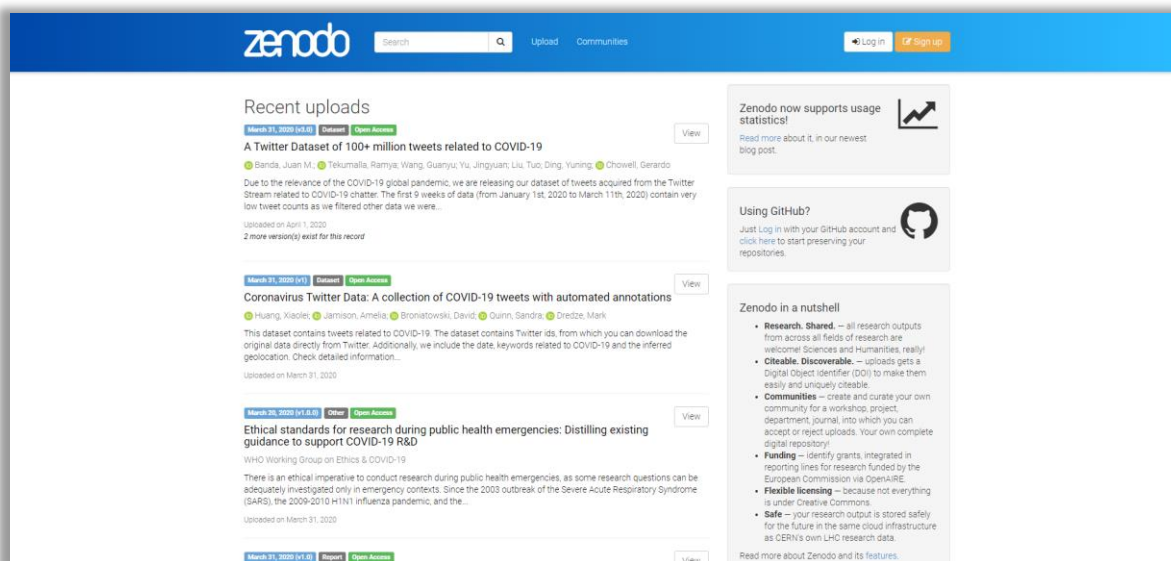 zenodo
Search
Upload
Communities
Log in
Sign up
Recent uploads
March 31, 2020 (v3.0) Dataset Open Access
View
A Twitter Dataset of 100+ million tweets related to COVID-19
Banda, Juan M.; Tekumalla, Ramya; Wang, Guanyu; Yu, Jingyuan; Liu, Tuo; Ding, Yuning; Chowell, Gerardo
Due to the relevance of the COVID-19 global pandemic, we are releasing our dataset of tweets acquired from the Twitter
Stream related to COVID-19 chatter. The first 9 weeks of data (from January 1st, 2020 to March 11th, 2020) contain very
low tweet counts as we filtered other data we were...
Uploaded on April 1, 2020
2 more version(s) exist for this record
March 31, 2020 (v1) Dataset Open Access
View
Coronavirus Twitter Data: A collection of COVID-19 tweets with automated annotations
Huang, Xiaolei; Jamison, Amelia; Broniatowski, David; Quinn, Sandra; Dredze, Mark
This dataset contains tweets related to COVID-19. The dataset contains Twitter ids, from which you can download the
original data directly from Twitter. Additionally, we include the date, keywords related to COVID-19 and the inferred
geolocation. Check detailed information...
Uploaded on March 31, 2020
March 20, 2020 (v1.0.0) Other Open Access
View
Ethical standards for research during public health emergencies: Distilling existing
guidance to support COVID-19 R&D
WHO Working Group on Ethics & COVID-19
There is an ethical imperative to conduct research during public health emergencies, as some research questions can be
adequately investigated only in emergency contexts. Since the 2003 outbreak of the Severe Acute Respiratory Syndrome
(SARS), the 2009-2010 H1N1 influenza pandemic, and the...
Uploaded on March 31, 2020
March 31, 2020 (v1.0) Report Open Access
View
Zenodo now supports usage
statistics!
Read more about it, in our newest
blog post.
Using GitHub?
Just Log in with your GitHub account and
click here to start preserving your
repositories.
Zenodo in a nutshell
• Research. Shared. — all research outputs
from across all fields of research are
welcome! Sciences and Humanities, really!
• Citeable. Discoverable. — uploads gets a
Digital Object Identifier (DOI) to make them
easily and uniquely citeable.
• Communities — create and curate your own
community for a workshop, project,
department, journal, into which you can
accept or reject uploads. Your own complete
digital repository!
• Funding — identify grants, integrated in
reporting lines for research funded by the
European Commission via OpenAIRE.
• Flexible licensing — because not everything
is under Creative Commons.
• Safe — your research output is stored safely
for the future in the same cloud infrastructure
as CERN's own LHC research data.
Read more about Zenodo and its features.